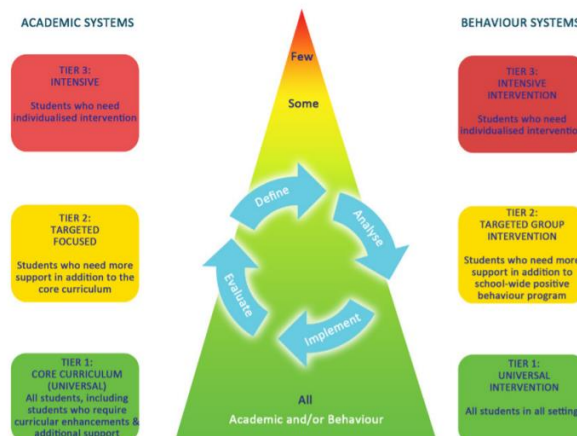 ACADEMIC SYSTEMS
TIER 3:
INTENSIVE
Students who need
individualised intervention
TIER 2:
TARGETED
FOCUSED
Students who need more
support in addition to the
core curriculum
TIER 1:
CORE CURRICULUM
(UNIVERSAL)
All students, including
students who require
curricular enhancements &
additional support
Few
Some
Define
Analyse
Implement
Evaluate
All
Academic and/or Behaviour
BEHAVIOUR SYSTEMS
TIER 3:
INTENSIVE
INTERVENTION
Students who need
individualised intervention
TIER 2:
TARGETED GROUP
INTERVENTION
Students who need more
support in addition to
school-wide positive
behaviour program
TIER 1:
UNIVERSAL
INTERVENTION
All students in all setting